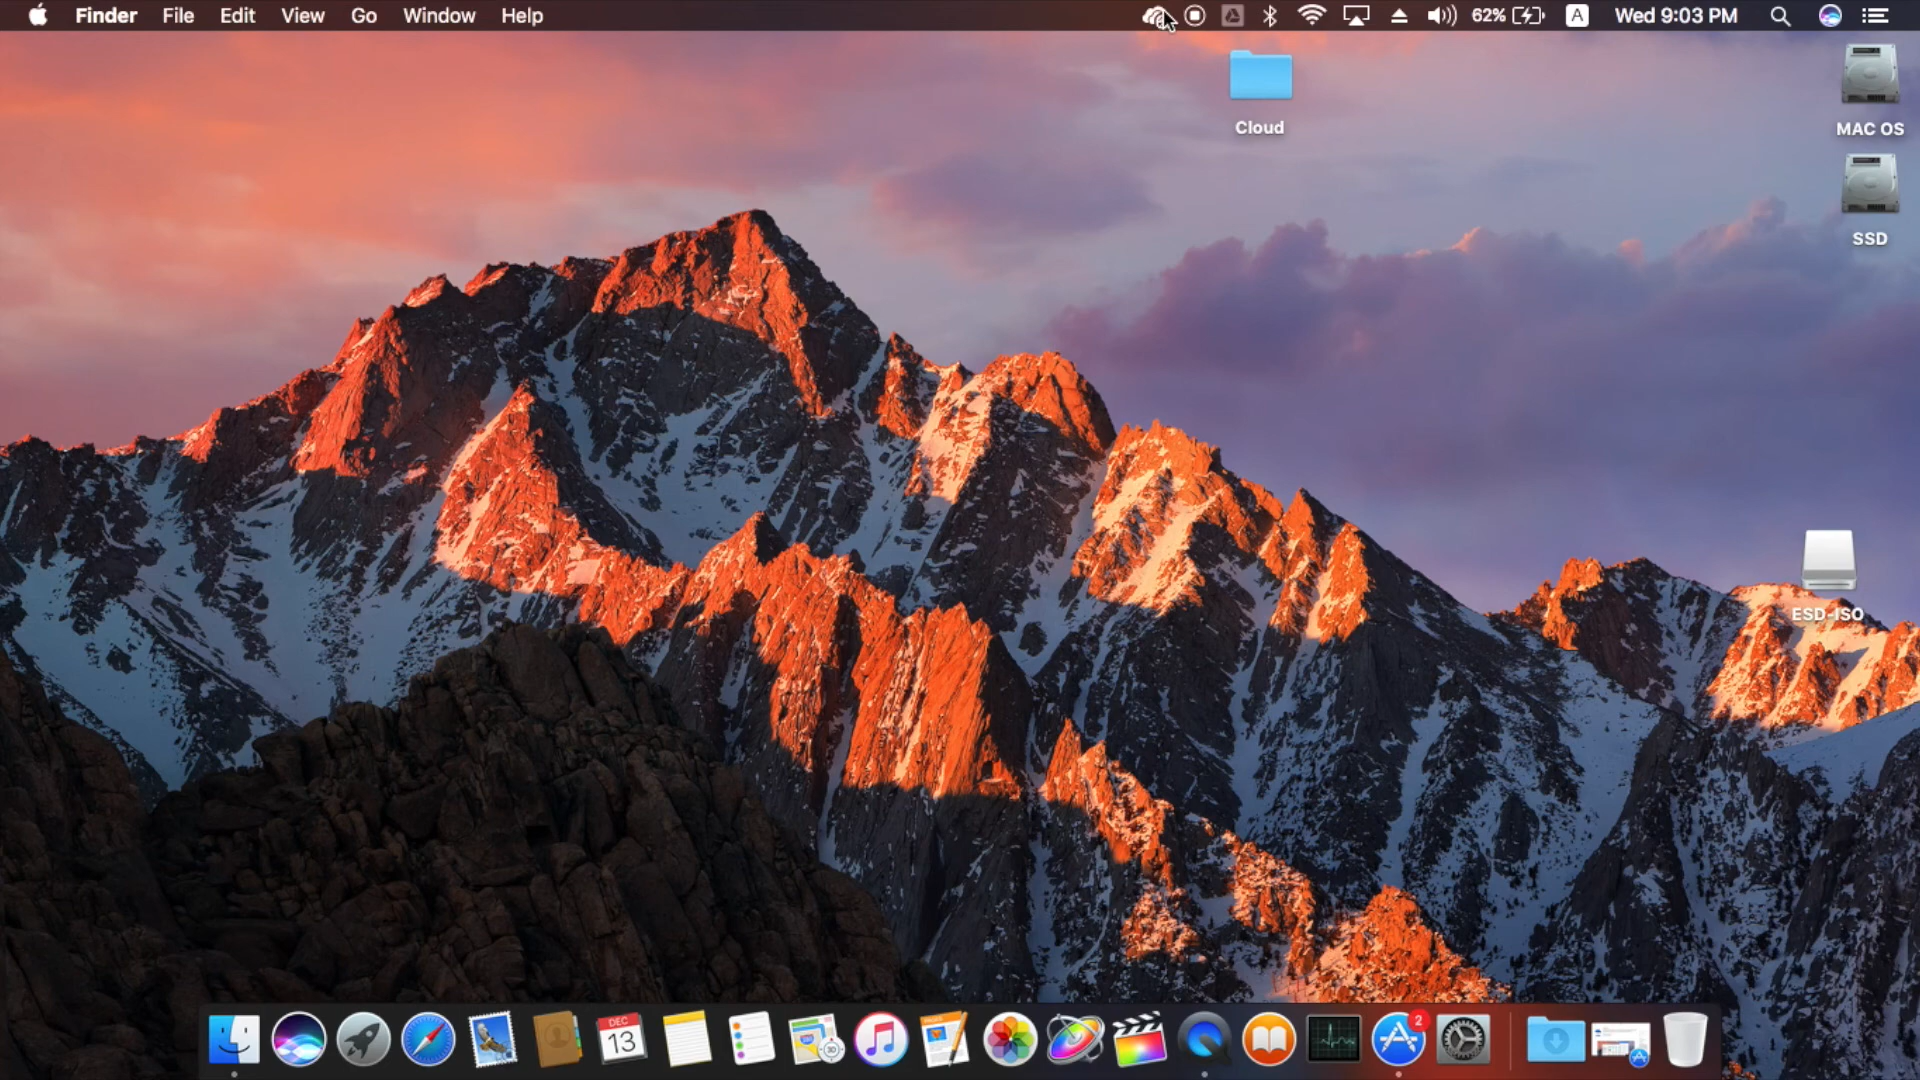 Finder File Edit View Go Window Help 62% A Wed 9:03 PM
Cloud
MAC OS
SSD
ESD-ISO
DEC
13
PAGES
2